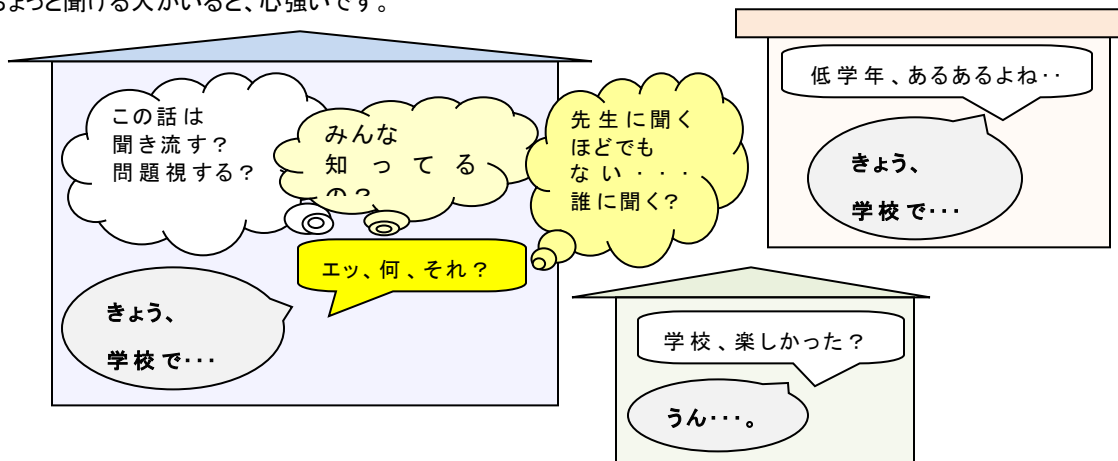 ちょっと聞ける人がいると、心強いです。
この話は
聞き流す?
問題視する?
みんな
知ってる
の?
先生に聞く
ほどでも
ない・・・
誰に聞く?
エッ、何、それ?
きょう、
学校で・・・
低学年、あるあるよね・・
きょう、
学校で・・・
学校、楽しかった?
うん・・・。